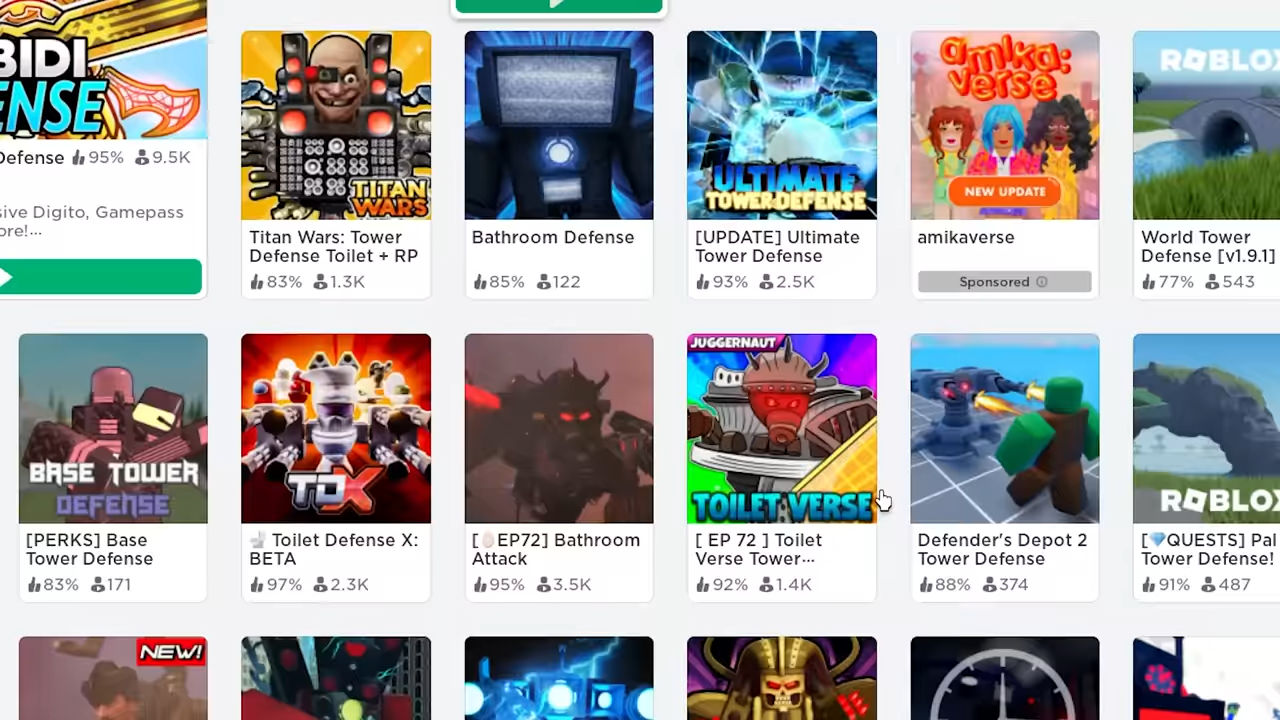 BIDI
ENSE
Defense 95% 9.5K
sive Digito, Gamepass
ore!...
TITAN
WARS
Titan Wars: Tower
Defense Toilet + RP
83% 1.3K
Bathroom Defense
85% 122
ULTIMATE
TOWER DEFENSE
[UPDATE] Ultimate
Tower Defense
93% 2.5K
amika:
verse
NEW UPDATE
amikaverse
Sponsored
ROBLOX
World Tower
Defense [v1.9.1]
77% 543
BASE TOWER
DEFENSE
[PERKS] Base
Tower Defense
83% 171
TDX
🚽 Toilet Defense X:
BETA
97% 2.3K
[🥚EP72] Bathroom
Attack
95% 3.5K
JUGGERNAUT
TOILET VERSE
[ EP 72 ] Toilet
Verse Tower...
92% 1.4K
Defender's Depot 2
Tower Defense
88% 374
ROBLOX
[💎QUESTS] Pal
Tower Defense!
91% 487
NEW!